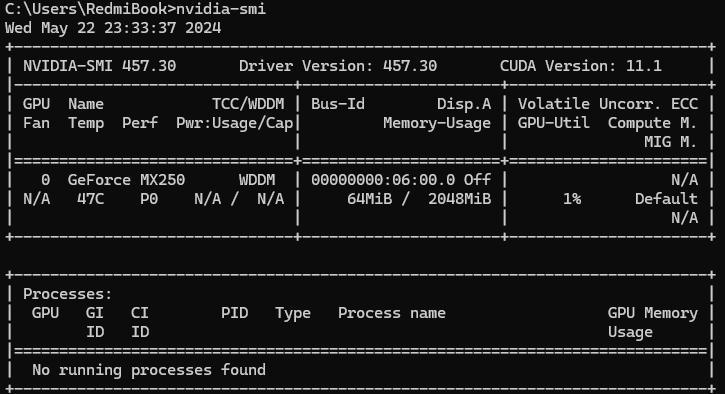 C:\Users\RedmiBook>nvidia-smi
Wed May 22 23:33:37 2024
+-----------------------------------------------------------------------------+
| NVIDIA-SMI 457.30       Driver Version: 457.30       CUDA Version: 11.1     |
|-------------------------------+----------------------+----------------------+
| GPU  Name            TCC/WDDM | Bus-Id        Disp.A | Volatile Uncorr. ECC |
| Fan  Temp  Perf  Pwr:Usage/Cap|         Memory-Usage | GPU-Util  Compute M. |
|                               |                      |               MIG M. |
|===============================+======================+======================|
|   0  GeForce MX250      WDDM  | 00000000:06:00.0 Off |                  N/A |
| N/A   47C    P0    N/A /  N/A |     64MiB /  2048MiB |      1%      Default |
|                               |                      |                  N/A |
+-------------------------------+----------------------+----------------------+

+-----------------------------------------------------------------------------+
| Processes:                                                                  |
|  GPU   GI   CI        PID   Type   Process name                  GPU Memory |
|        ID   ID                                                   Usage      |
|=============================================================================|
|  No running processes found                                                 |
+-----------------------------------------------------------------------------+